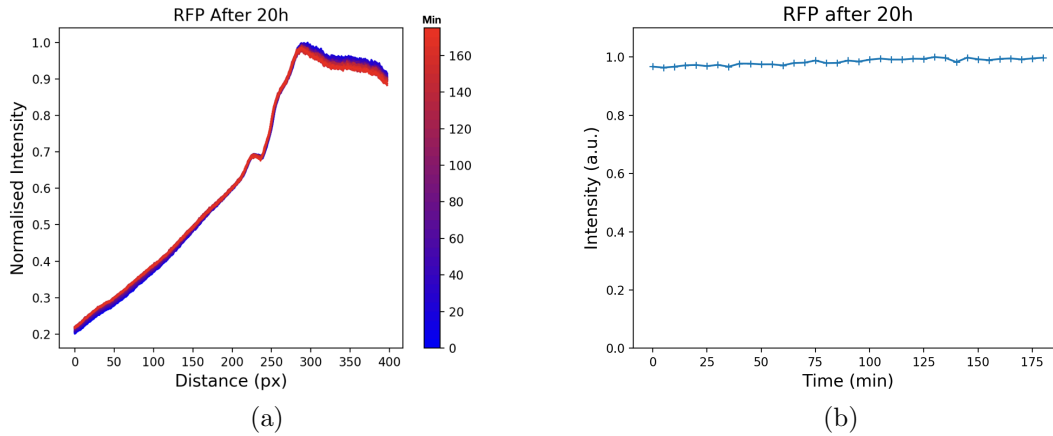 RFP After 20h
Normalised Intensity
1.0
0.9
0.8
0.7
0.6
0.5
0.4
0.3
0.2
0 50 100 150 200 250 300 350 400
Distance (px)
Min
160
140
120
100
80
60
40
20
0
(a)
RFP after 20h
Intensity (a.u.)
1.0
0.8
0.6
0.4
0.2
0.0
0 25 50 75 100 125 150 175
Time (min)
(b)